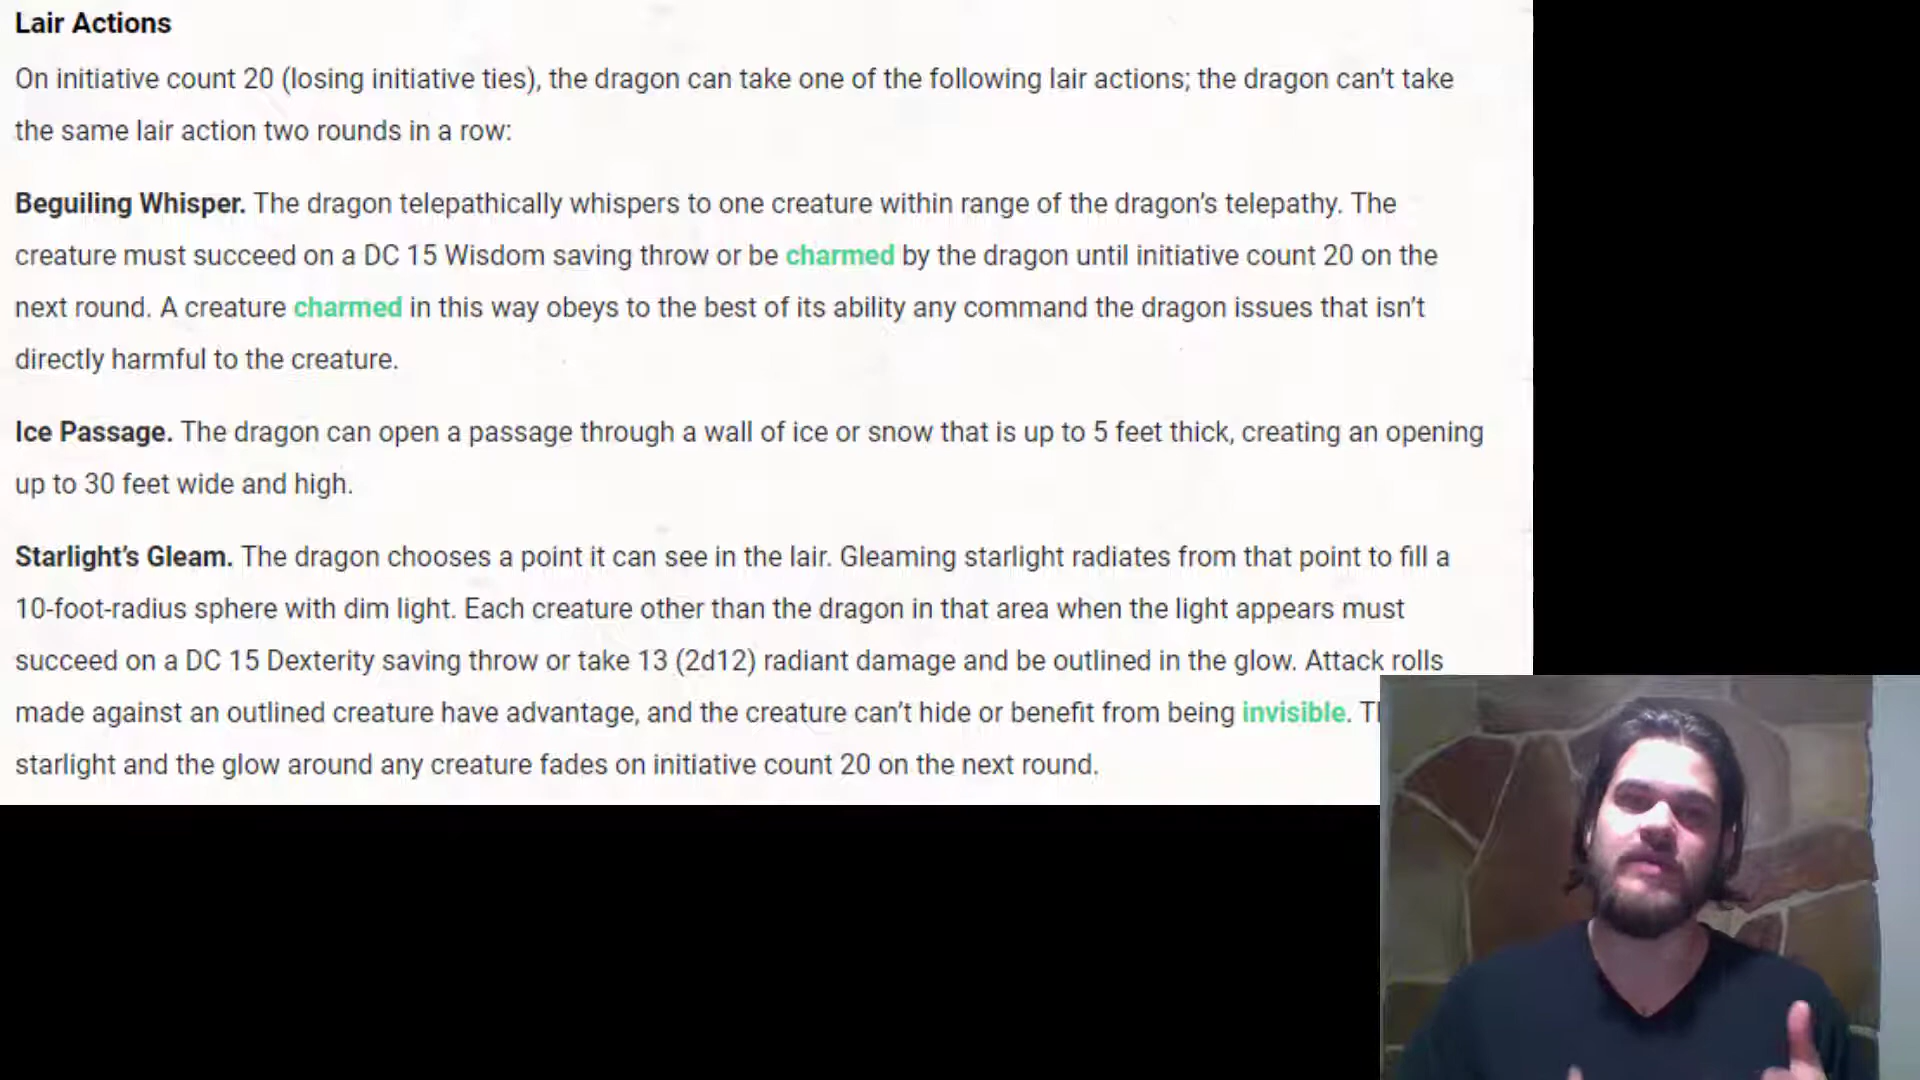 Lair Actions
On initiative count 20 (losing initiative ties), the dragon can take one of the following lair actions; the dragon can’t take
the same lair action two rounds in a row:
Beguiling Whisper. The dragon telepathically whispers to one creature within range of the dragon’s telepathy. The
creature must succeed on a DC 15 Wisdom saving throw or be charmed by the dragon until initiative count 20 on the
next round. A creature charmed in this way obeys to the best of its ability any command the dragon issues that isn’t
directly harmful to the creature.
Ice Passage. The dragon can open a passage through a wall of ice or snow that is up to 5 feet thick, creating an opening
up to 30 feet wide and high.
Starlight’s Gleam. The dragon chooses a point it can see in the lair. Gleaming starlight radiates from that point to fill a
10-foot-radius sphere with dim light. Each creature other than the dragon in that area when the light appears must
succeed on a DC 15 Dexterity saving throw or take 13 (2d12) radiant damage and be outlined in the glow. Attack rolls
made against an outlined creature have advantage, and the creature can’t hide or benefit from being invisible.
starlight and the glow around any creature fades on initiative count 20 on the next round.